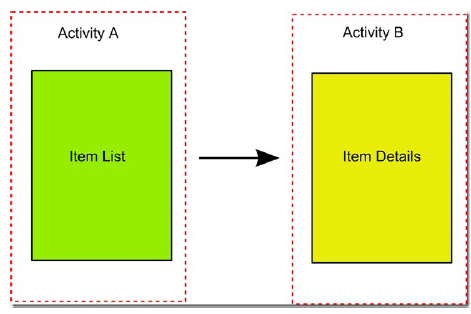 Activity A
Activity B
Item List
Item Details